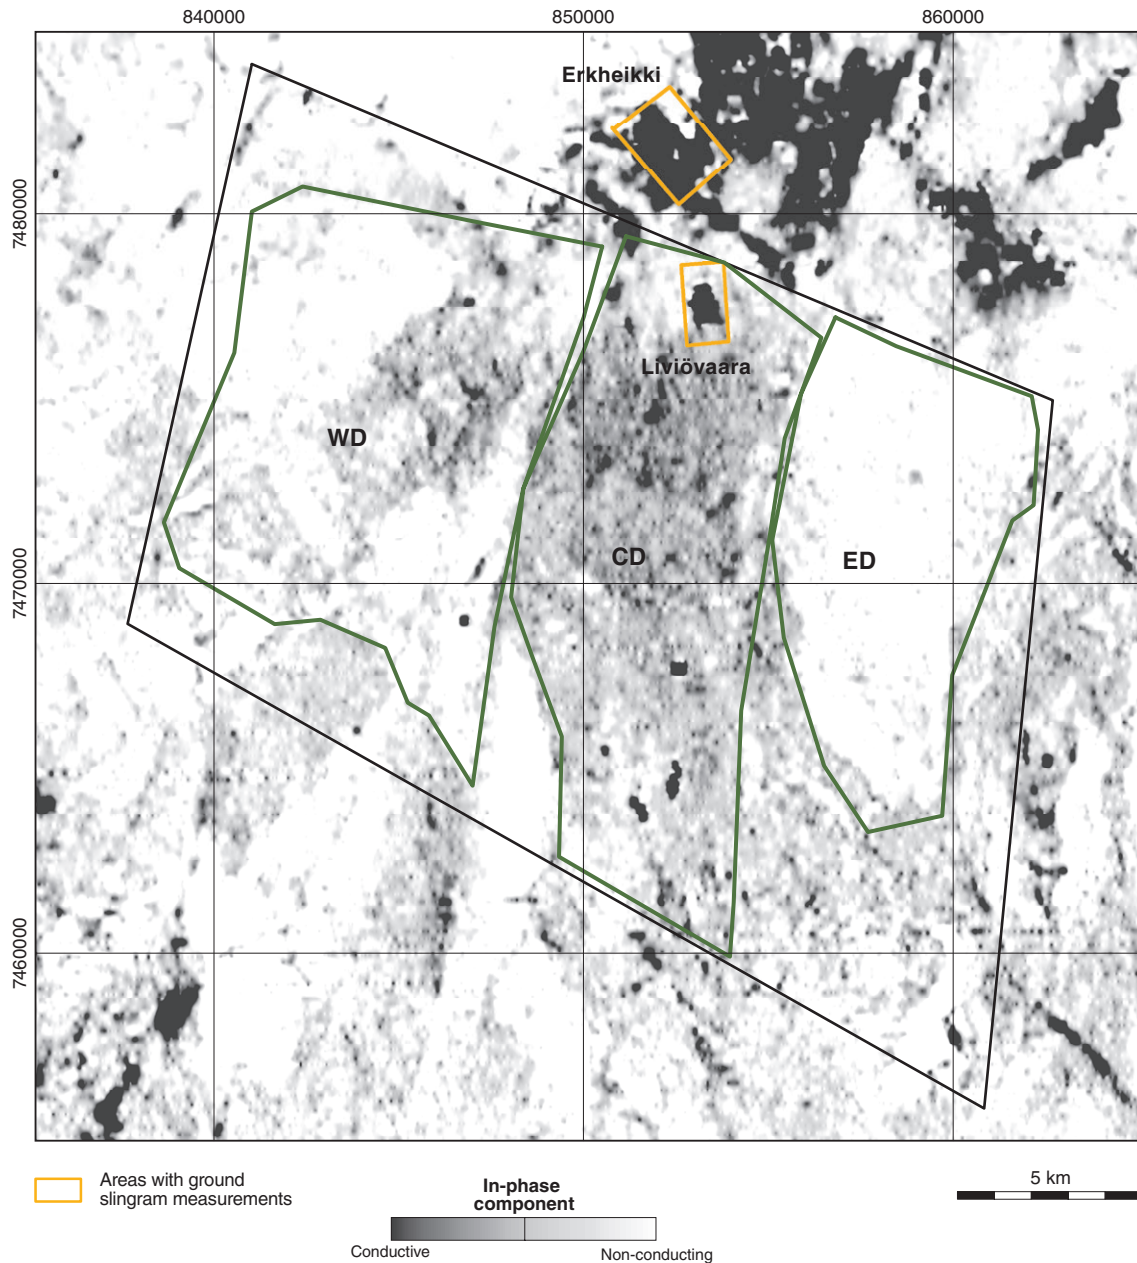 840000
850000
860000
Erkheikki
7480000
Liviövaara
WD
CD
ED
7470000
7460000
Areas with ground
slingram measurements
In-phase
component
Conductive
Non-conducting
5 km